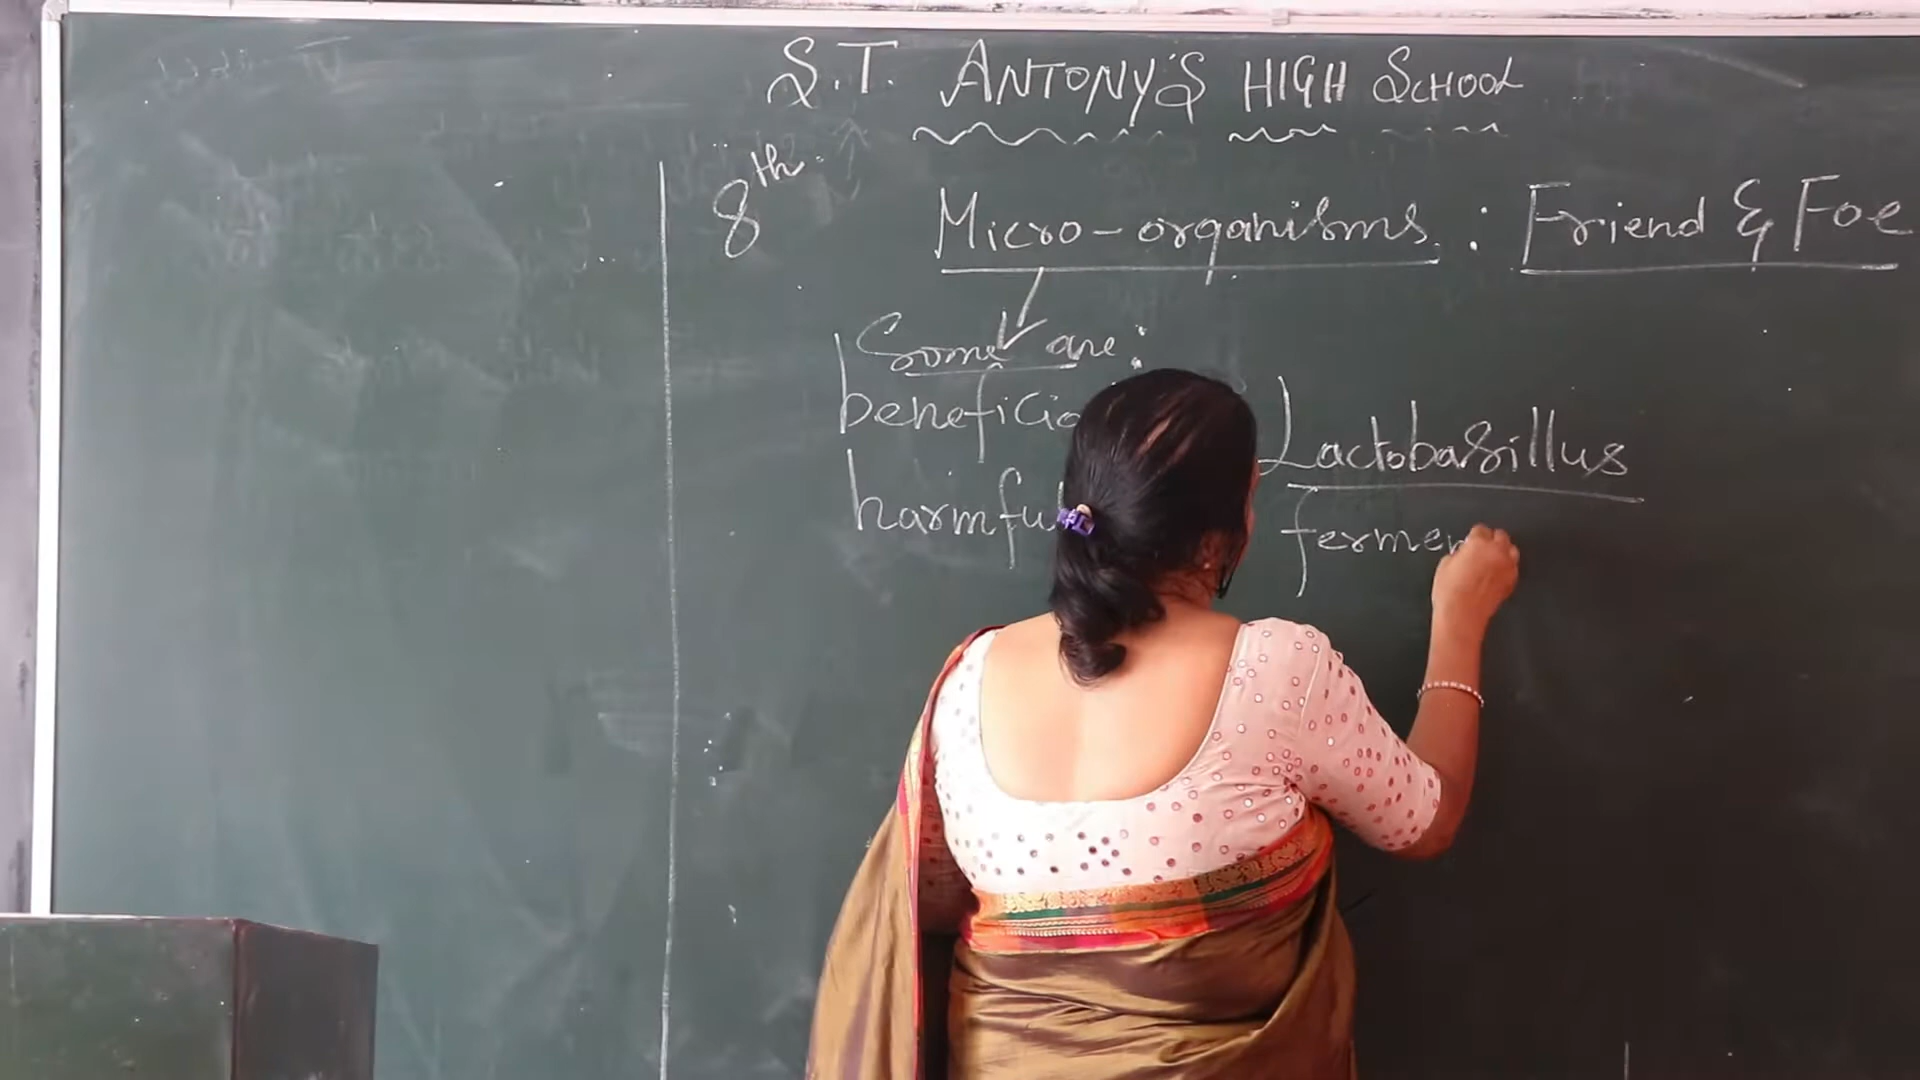 S.T. ANTONY'S HIGH SCHOOL
8th
Micro-organisms : Friend & Foe
Some are:
beneficia
harmful
Lactobasillus
fermen